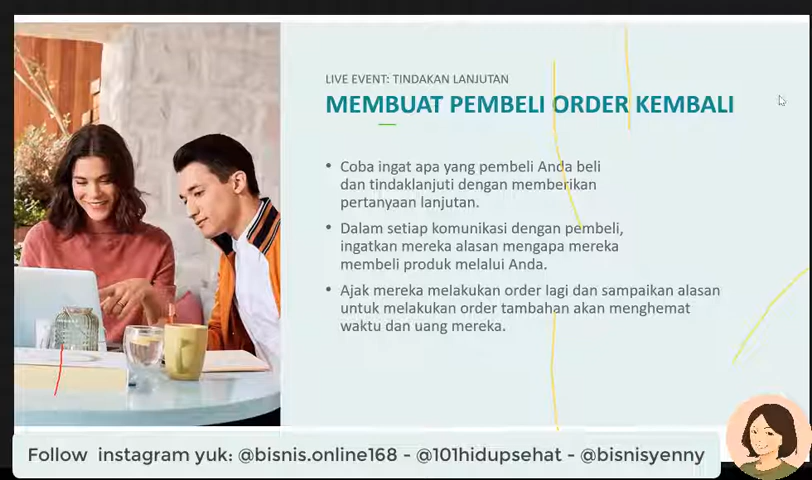 LIVE EVENT: TINDAKAN LANJUTAN
MEMBUAT PEMBELI ORDER KEMBALI
• Coba ingat apa yang pembeli Anda beli
dan tindaklanjuti dengan memberikan
pertanyaan lanjutan.
• Dalam setiap komunikasi dengan pembeli,
ingatkan mereka alasan mengapa mereka
membeli produk melalui Anda.
• Ajak mereka melakukan order lagi dan sampaikan alasan
untuk melakukan order tambahan akan menghemat
waktu dan uang mereka.
Follow instagram yuk: @bisnis.online168 - @101hidupsehat - @bisnisyenny